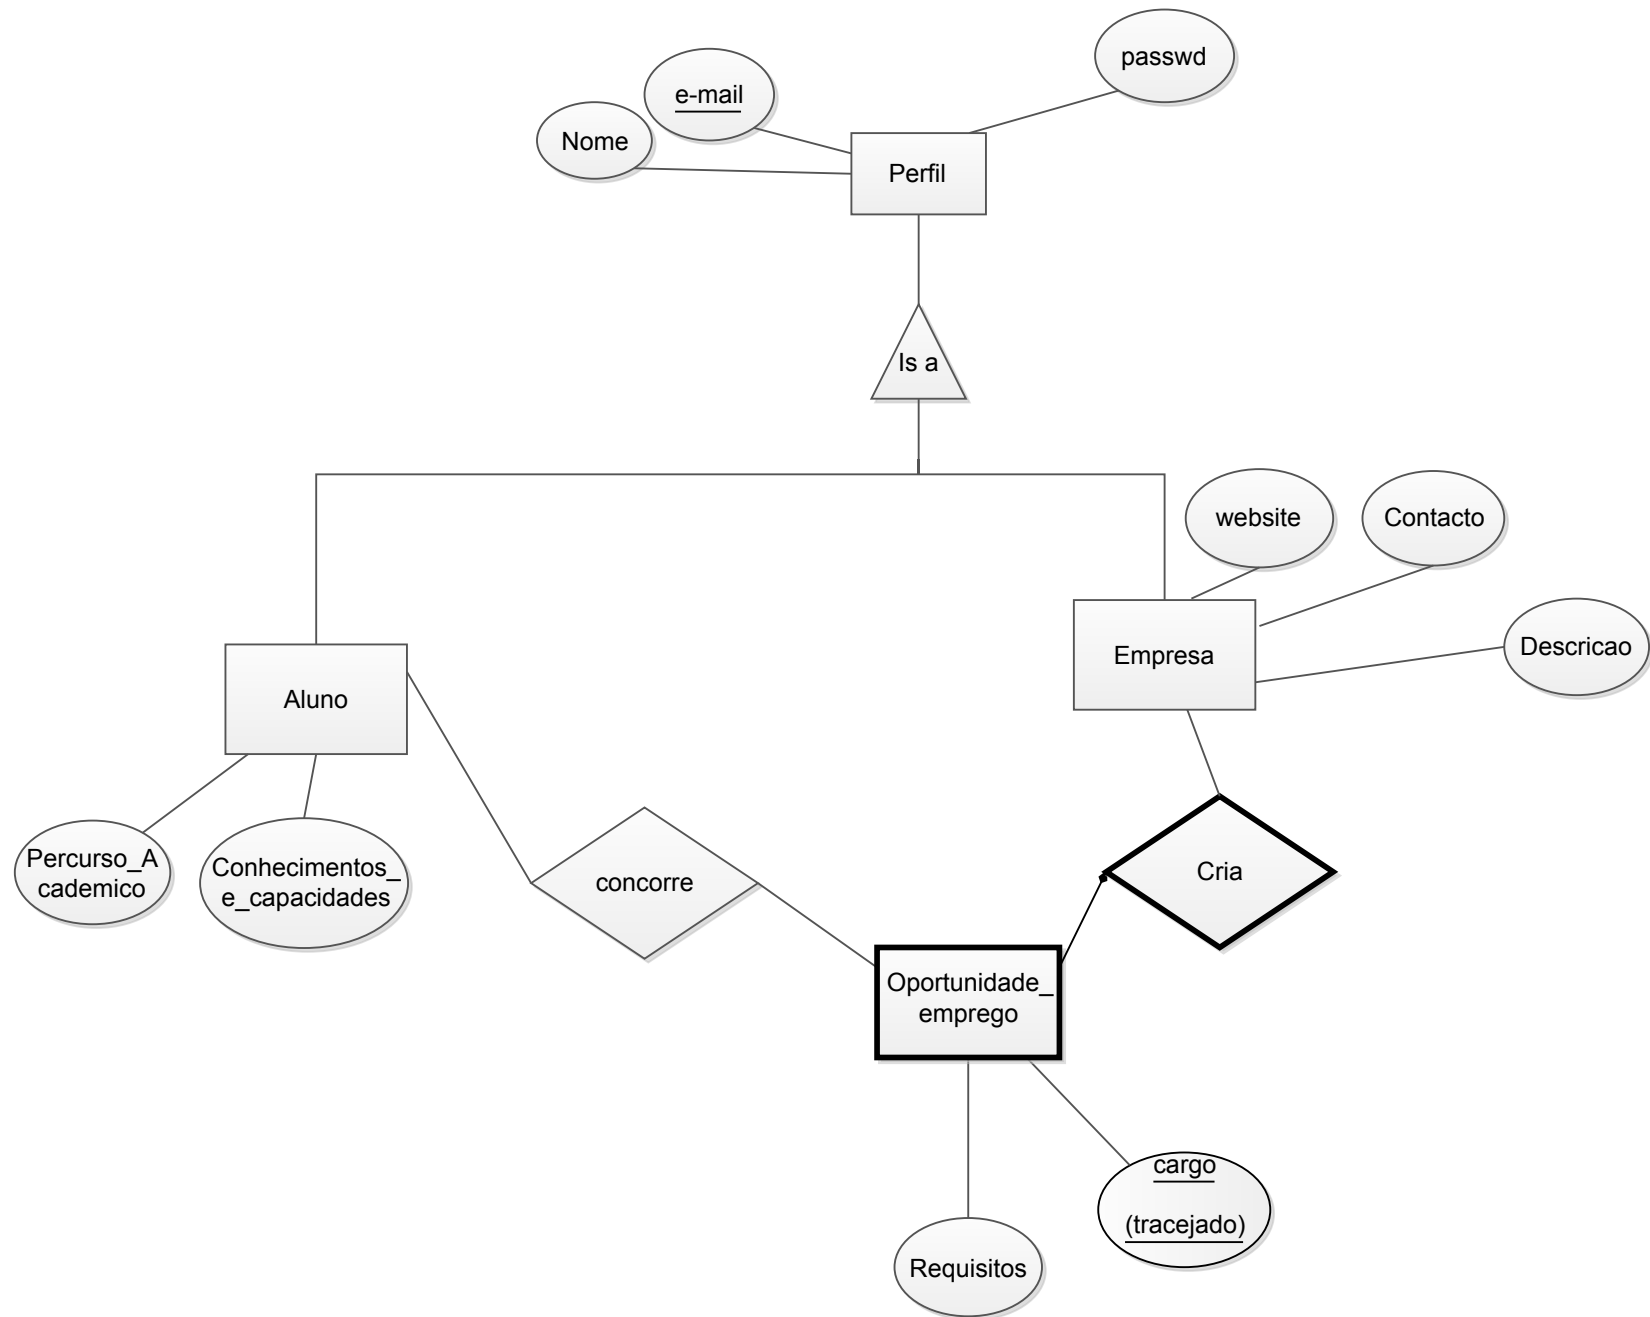 passwd
e-mail
Nome
Perfil
Is a
website
Contacto
Descricao
Empresa
Aluno
Percurso_A
cademico
Conhecimentos_
e_capacidades
concorre
Cria
Oportunidade_
emprego
cargo
(tracejado)
Requisitos